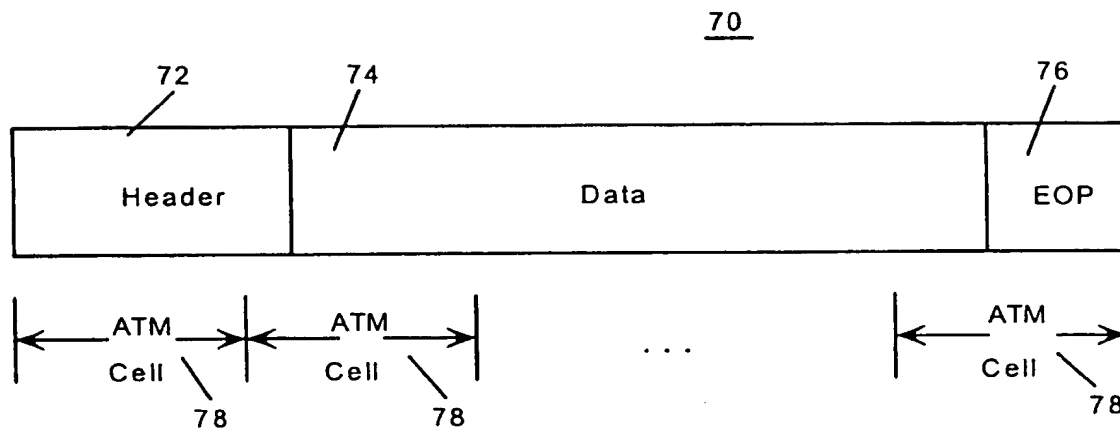 70
72
74
76
Header
Data
EOP
ATM
ATM
ATM
Cell
Cell
...
Cell
78
78
78